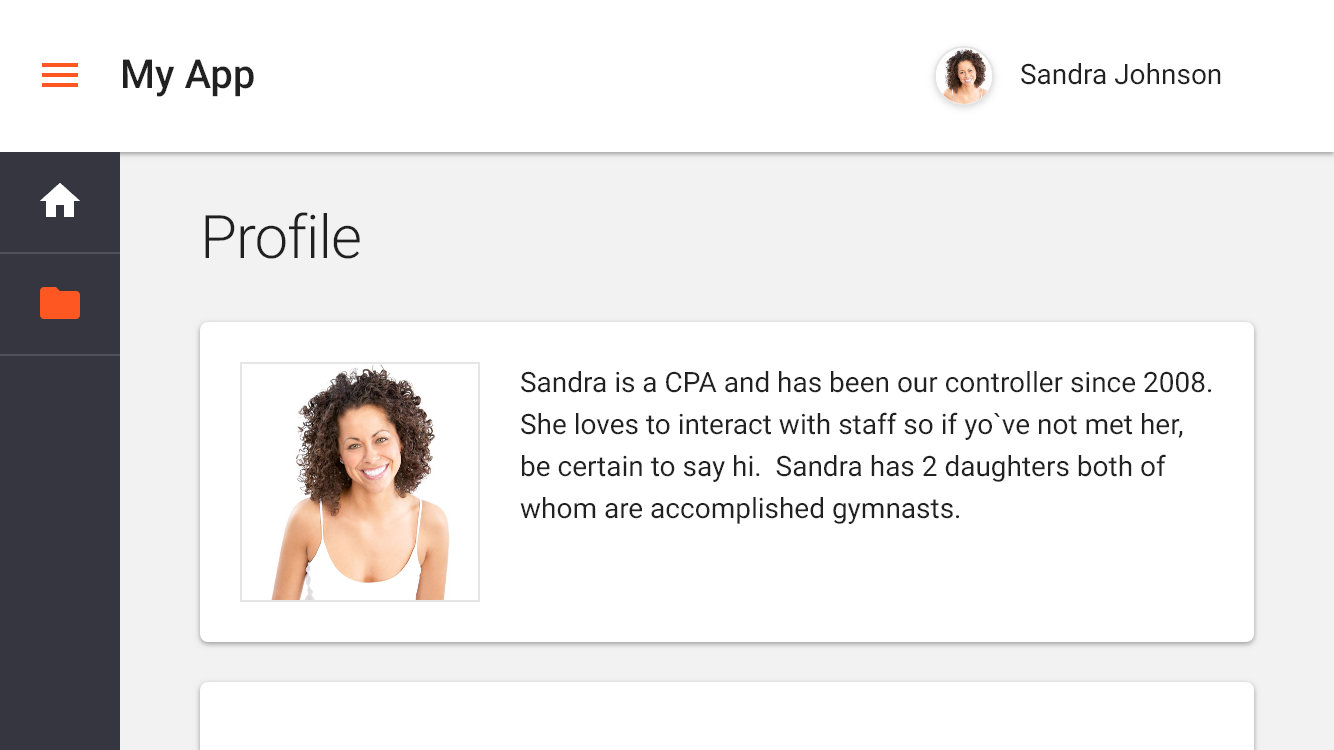 My App
Sandra Johnson
Profile
Sandra is a CPA and has been our controller since 2008.
She loves to interact with staff so if yo`ve not met her,
be certain to say hi.  Sandra has 2 daughters both of
whom are accomplished gymnasts.